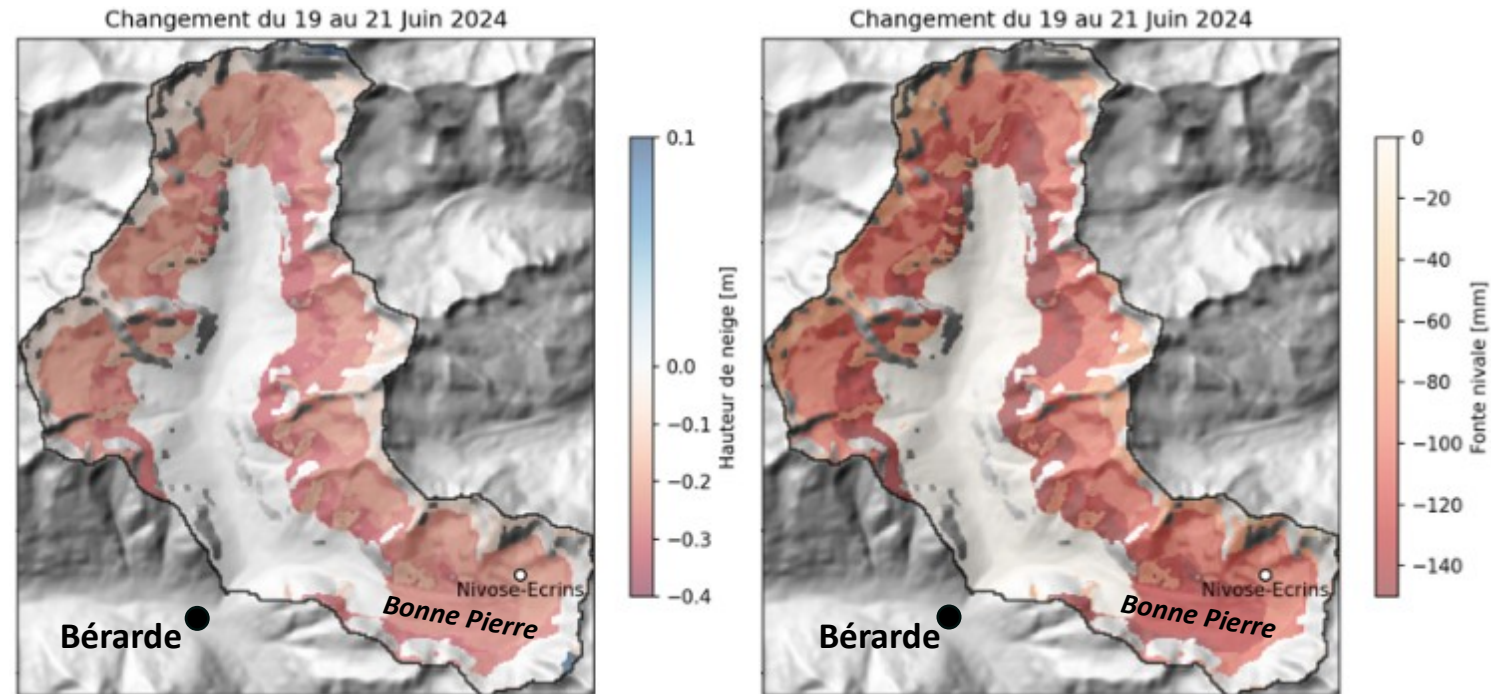 Changement du 19 au 21 Juin 2024
0.1
0.0
−0.1
−0.2
−0.3
−0.4
Hauteur de neige [m]
Nivose-Ecrins
Bonne Pierre
Bérarde
Changement du 19 au 21 Juin 2024
0
−20
−40
−60
−80
−100
−120
−140
Fonte nivale [mm]
Nivose-Ecrins
Bonne Pierre
Bérarde